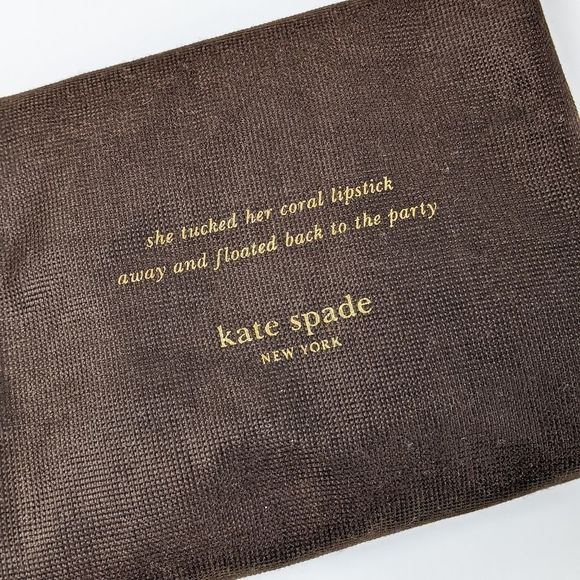 she tucked her coral lipstick
away and floated back to the party
kate spade
NEW YORK